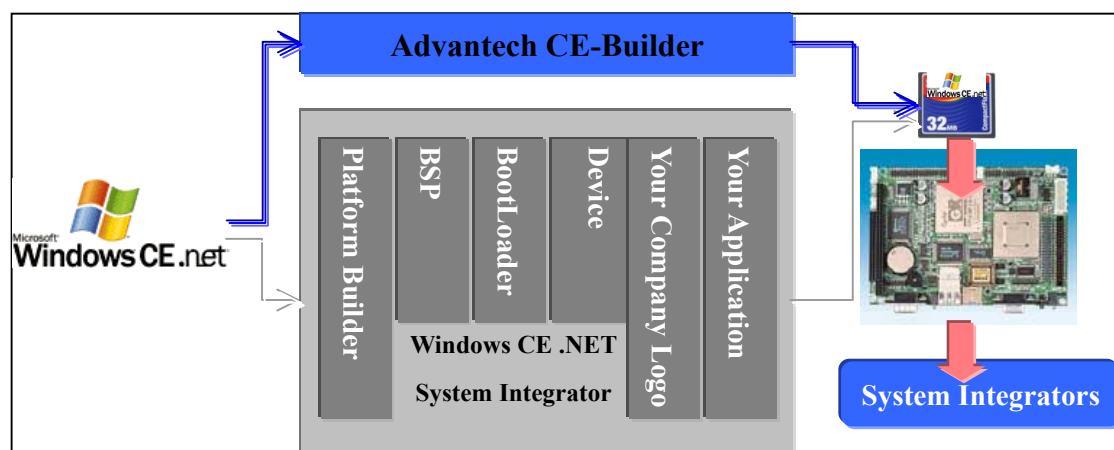 Advantech CE-Builder
Microsoft
Windows CE.net
Platform Builder
BSP
BootLoader
Device
Your Company Logo
Your Application
Windows CE .NET
System Integrator
Windows CE.net
32MB
CompactFlash
System Integrators